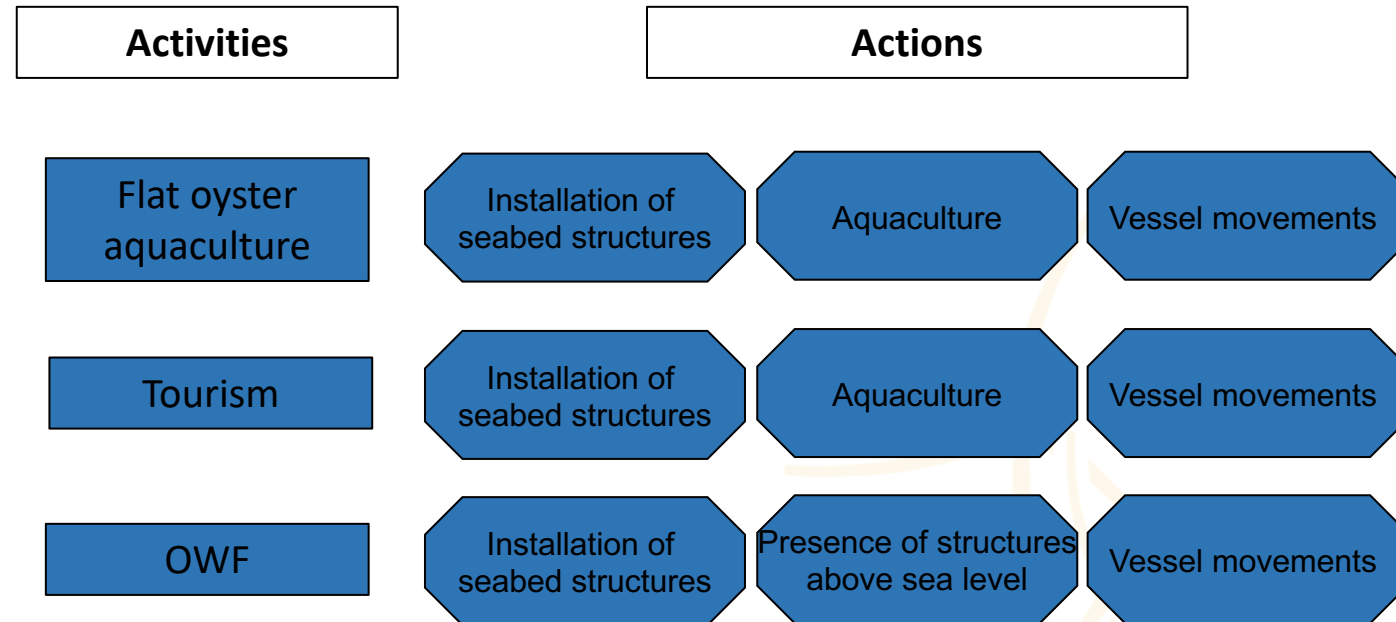 Activities
Actions
Flat oyster
aquaculture
Installation of
seabed structures
Aquaculture
Vessel movements
Tourism
Installation of
seabed structures
Aquaculture
Vessel movements
OWF
Installation of
seabed structures
Presence of structures
above sea level
Vessel movements